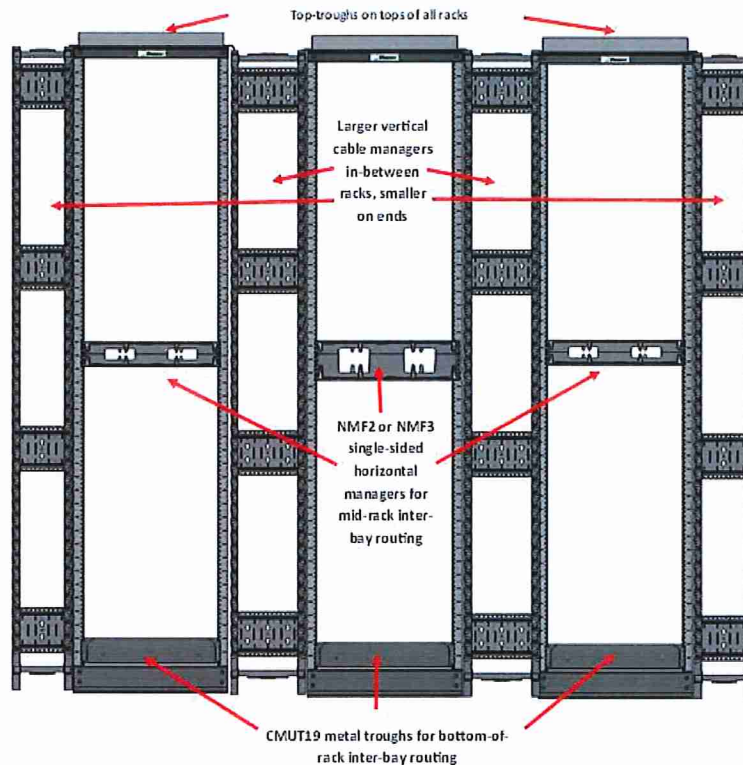 Top-troughs on tops of all racks
Larger vertical
cable managers
in-between
racks, smaller
on ends
NMF2 or NMF3
single-sided
horizontal
managers for
mid-rack inter-
bay routing
CMUT19 metal troughs for bottom-of-
rack inter-bay routing